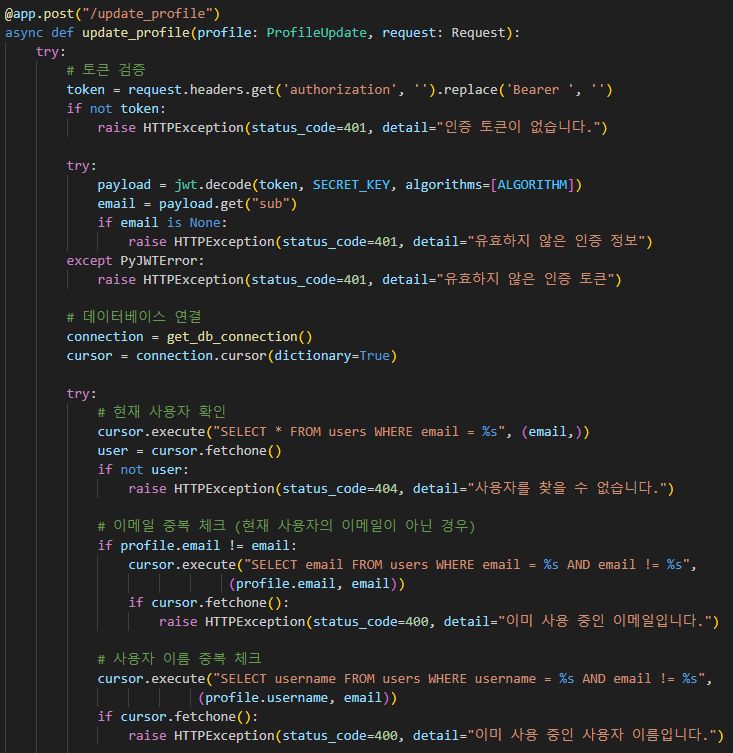 @app.post("/update_profile")
async def update_profile(profile: ProfileUpdate, request: Request):
    try:
        # 토큰 검증
        token = request.headers.get('authorization', '').replace('Bearer ', '')
        if not token:
            raise HTTPException(status_code=401, detail="인증 토큰이 없습니다.")

        try:
            payload = jwt.decode(token, SECRET_KEY, algorithms=[ALGORITHM])
            email = payload.get("sub")
            if email is None:
                raise HTTPException(status_code=401, detail="유효하지 않은 인증 정보")
        except PyJWTError:
            raise HTTPException(status_code=401, detail="유효하지 않은 인증 토큰")

        # 데이터베이스 연결
        connection = get_db_connection()
        cursor = connection.cursor(dictionary=True)

        try:
            # 현재 사용자 확인
            cursor.execute("SELECT * FROM users WHERE email = %s", (email,))
            user = cursor.fetchone()
            if not user:
                raise HTTPException(status_code=404, detail="사용자를 찾을 수 없습니다.")

            # 이메일 중복 체크 (현재 사용자의 이메일이 아닌 경우)
            if profile.email != email:
                cursor.execute("SELECT email FROM users WHERE email = %s AND email != %s",
                             (profile.email, email))
                if cursor.fetchone():
                    raise HTTPException(status_code=400, detail="이미 사용 중인 이메일입니다.")

            # 사용자 이름 중복 체크
            cursor.execute("SELECT username FROM users WHERE username = %s AND email != %s",
                         (profile.username, email))
            if cursor.fetchone():
                raise HTTPException(status_code=400, detail="이미 사용 중인 사용자 이름입니다.")